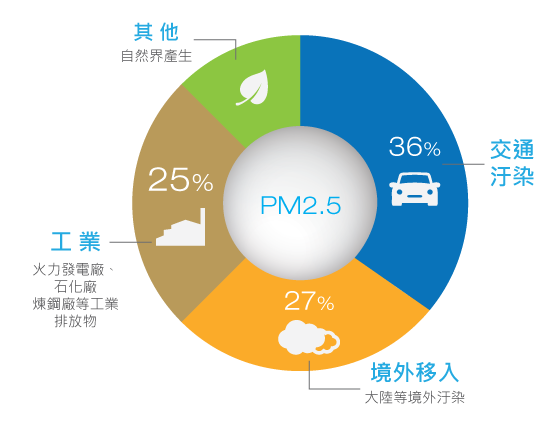 其他
自然界產生
36%
交通
汙染
25%
PM2.5
工業
火力發電廠、
石化廠
煉鋼廠等工業
排放物
27%
境外移入
大陸等境外汙染